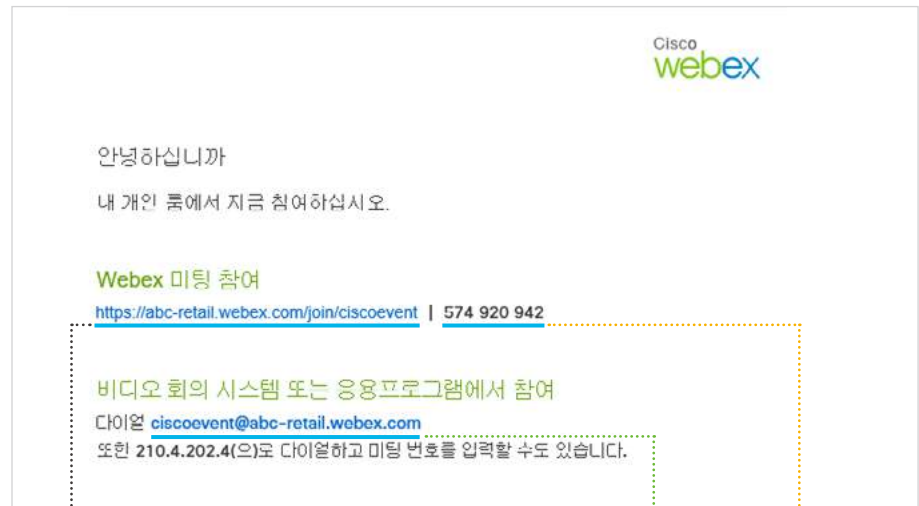 Cisco
webex
안녕하십니까
내 개인 룸에서 지금 참여하십시오.
Webex 미팅 참여
https://abc-retail.webex.com/join/ciscoevent | 574 920 942
비디오 회의 시스템 또는 응용프로그램에서 참여
다이얼 ciscoevent@abc-retail.webex.com
또한 210.4.202.4(으)로 다이얼하고 미팅 번호를 입력할 수도 있습니다.